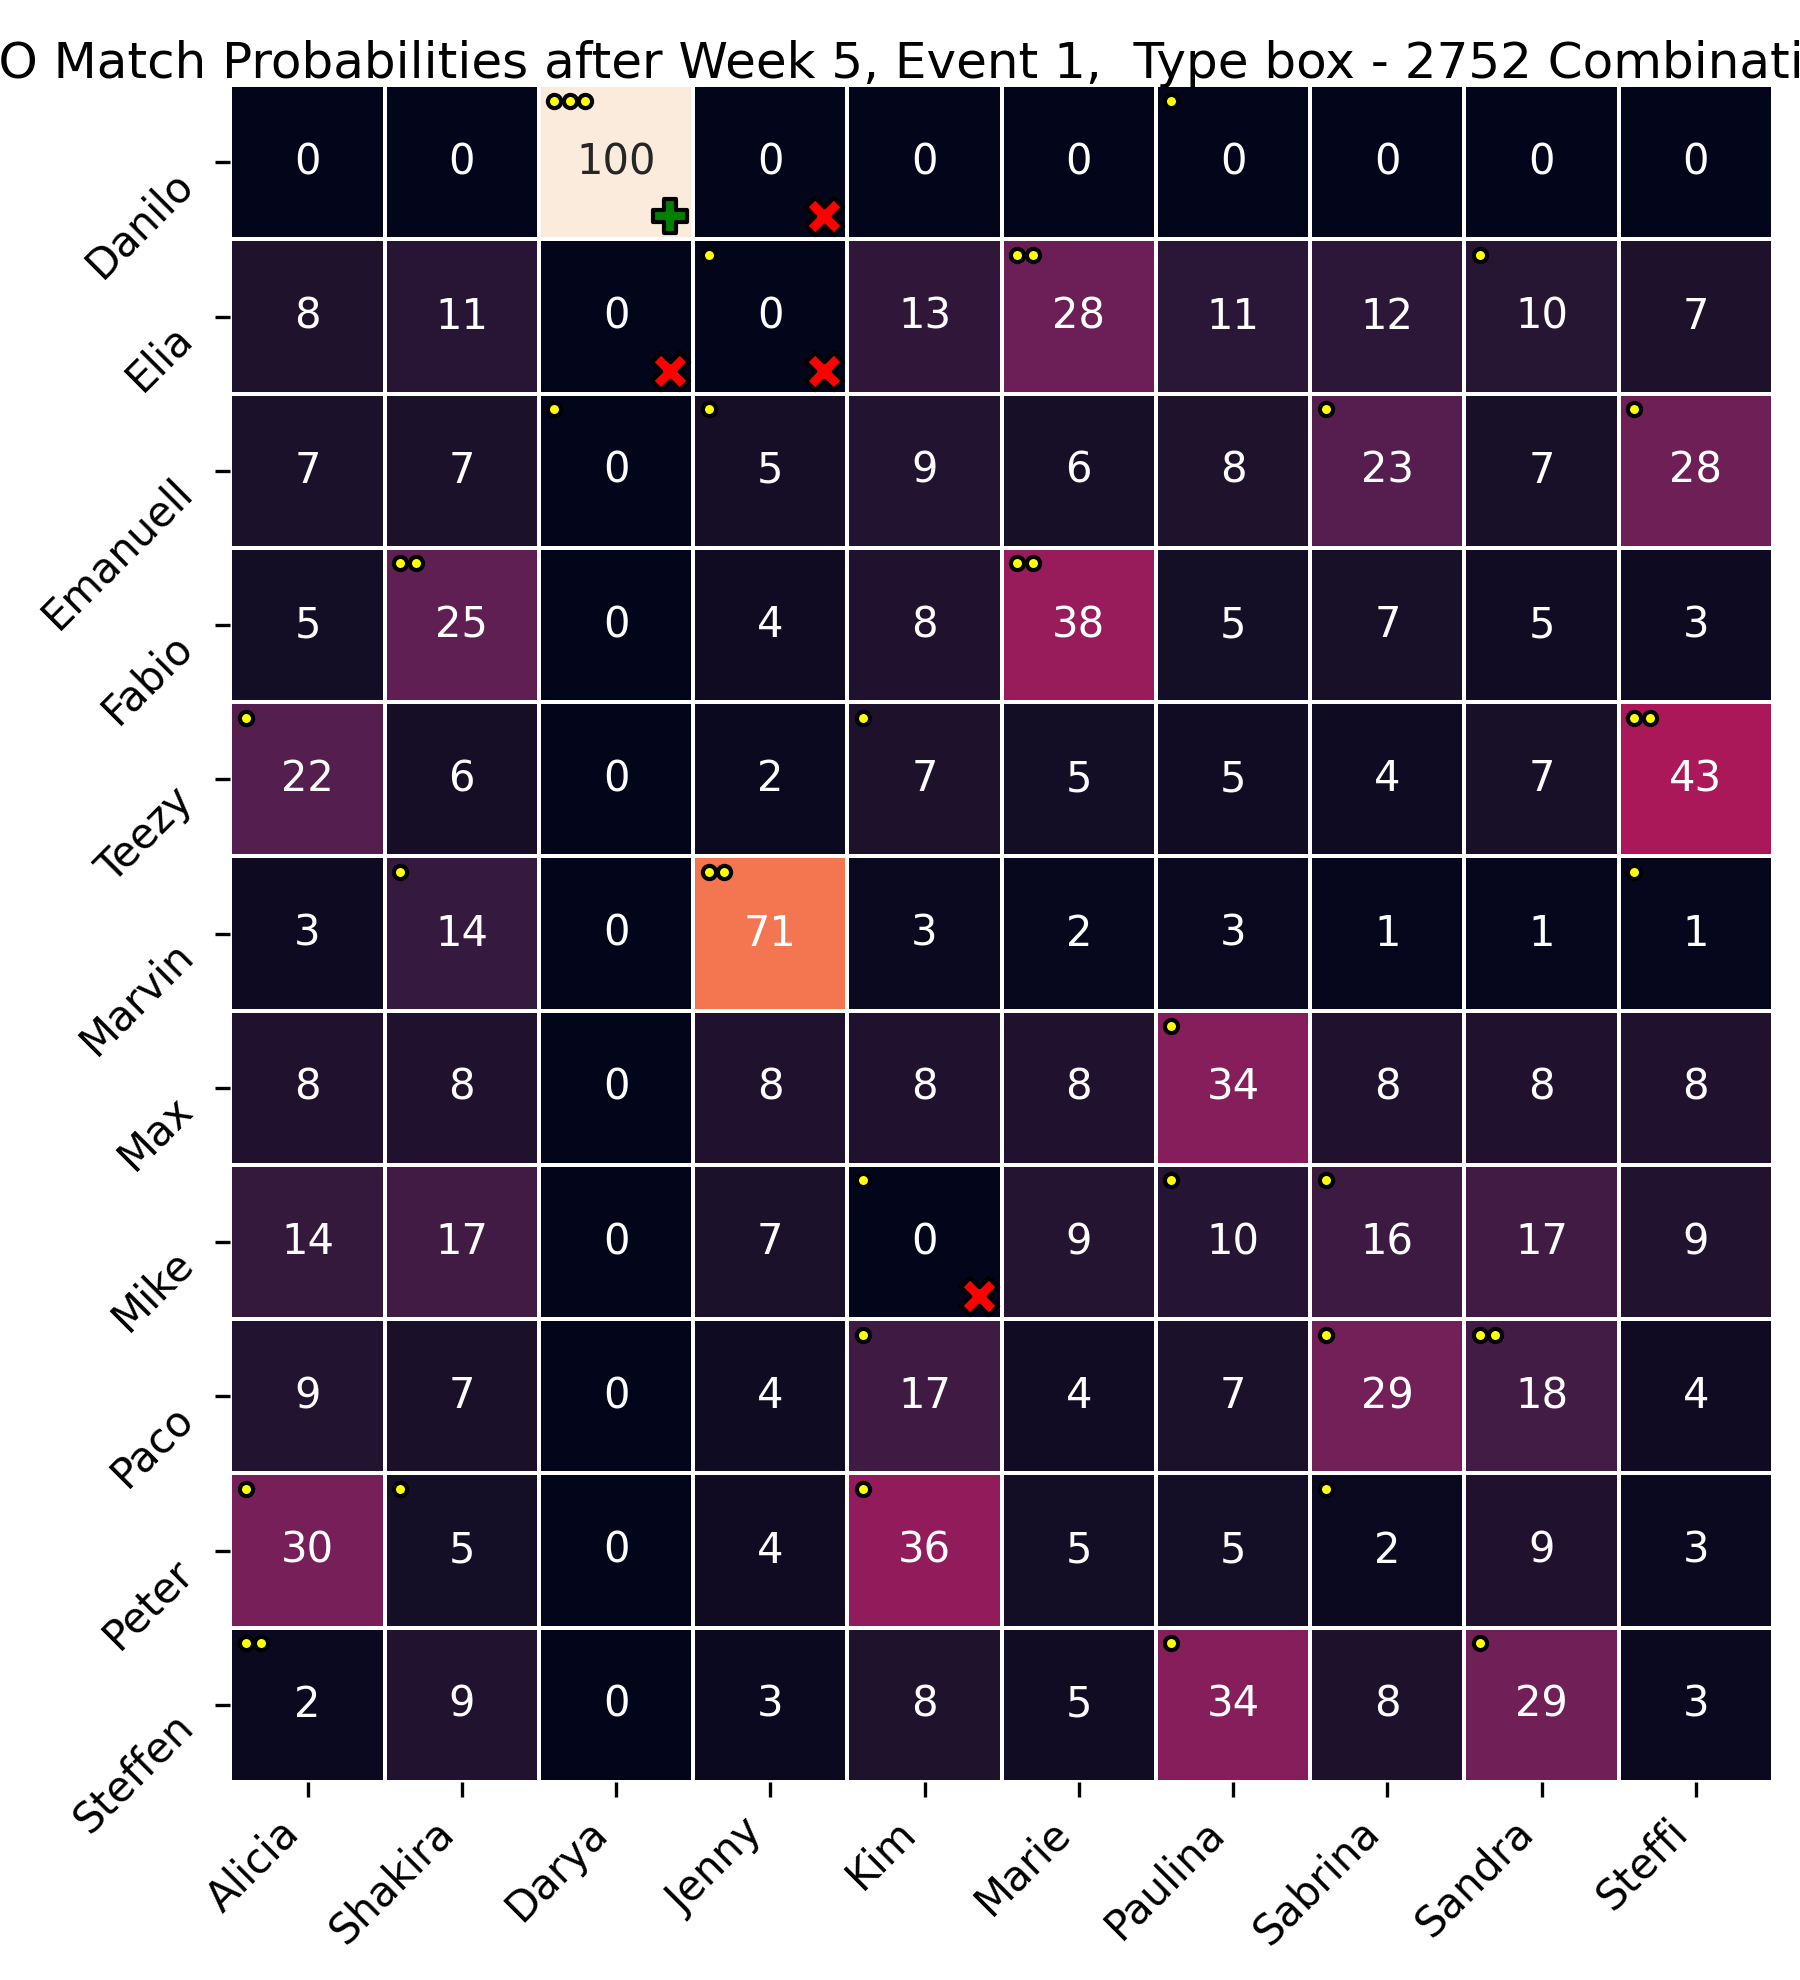 O Match Probabilities after Week 5, Event 1, Type box - 2752 Combinati
Danilo 0 0 100 0 0 0 0 0 0 0
Elia 8 11 0 0 13 28 11 12 10 7
Emanuell 7 7 0 5 9 6 8 23 7 28
Fabio 5 25 0 4 8 38 5 7 5 3
Teezy 22 6 0 2 7 5 5 4 7 43
Marvin 3 14 0 71 3 2 3 1 1 1
Max 8 8 0 8 8 8 34 8 8 8
Mike 14 17 0 7 0 9 10 16 17 9
Paco 9 7 0 4 17 4 7 29 18 4
Peter 30 5 0 4 36 5 5 2 9 3
Steffen 2 9 0 3 8 5 34 8 29 3
Alicia Shakira Darya Jenny Kim Marie Paulina Sabrina Sandra Steffi